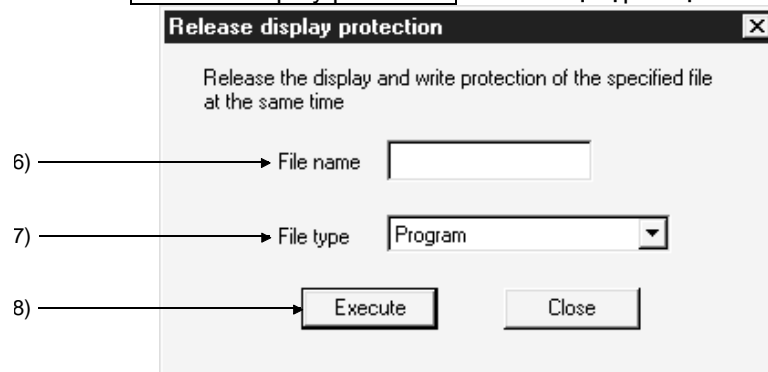 Release display protection
Release the display and write protection of the specified file
at the same time
6) File name
7) File type Program
8) Execute Close